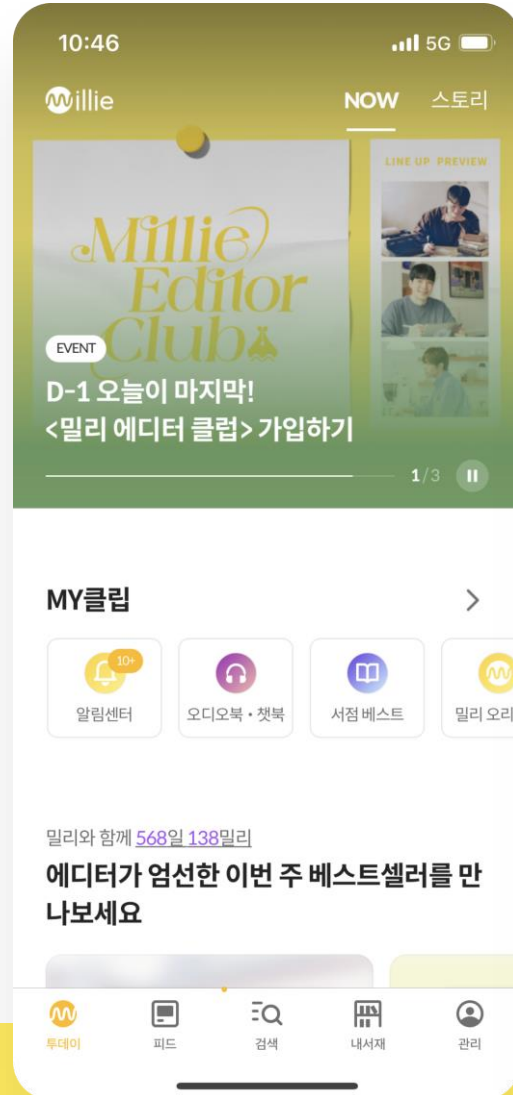 10:46 5G
Millie NOW 스토리
LINE UP PREVIEW
Millie
Editor
Club
EVENT
D-1 오늘이 마지막!
<밀리 에디터 클럽> 가입하기
1/3
MY클립
10+
알림센터 오디오북・챗북 서점 베스트 밀리 오리
밀리와 함께 568일 138밀리
에디터가 엄선한 이번 주 베스트셀러를 만
나보세요
투데이 피드 검색 내서재 관리